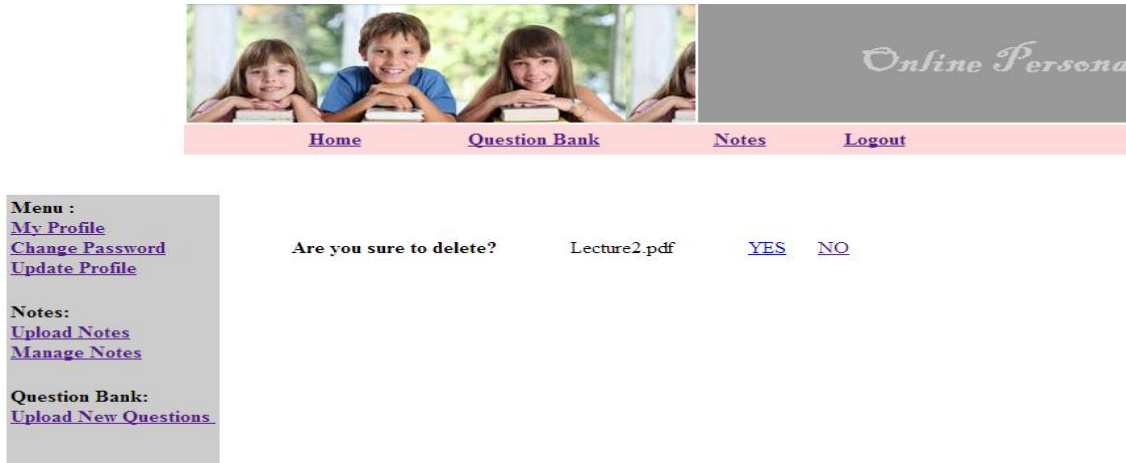 Online Persona
Home Question Bank Notes Logout
Menu :
My Profile
Change Password
Update Profile
Are you sure to delete? Lecture2.pdf YES NO
Notes:
Upload Notes
Manage Notes
Question Bank:
Upload New Questions